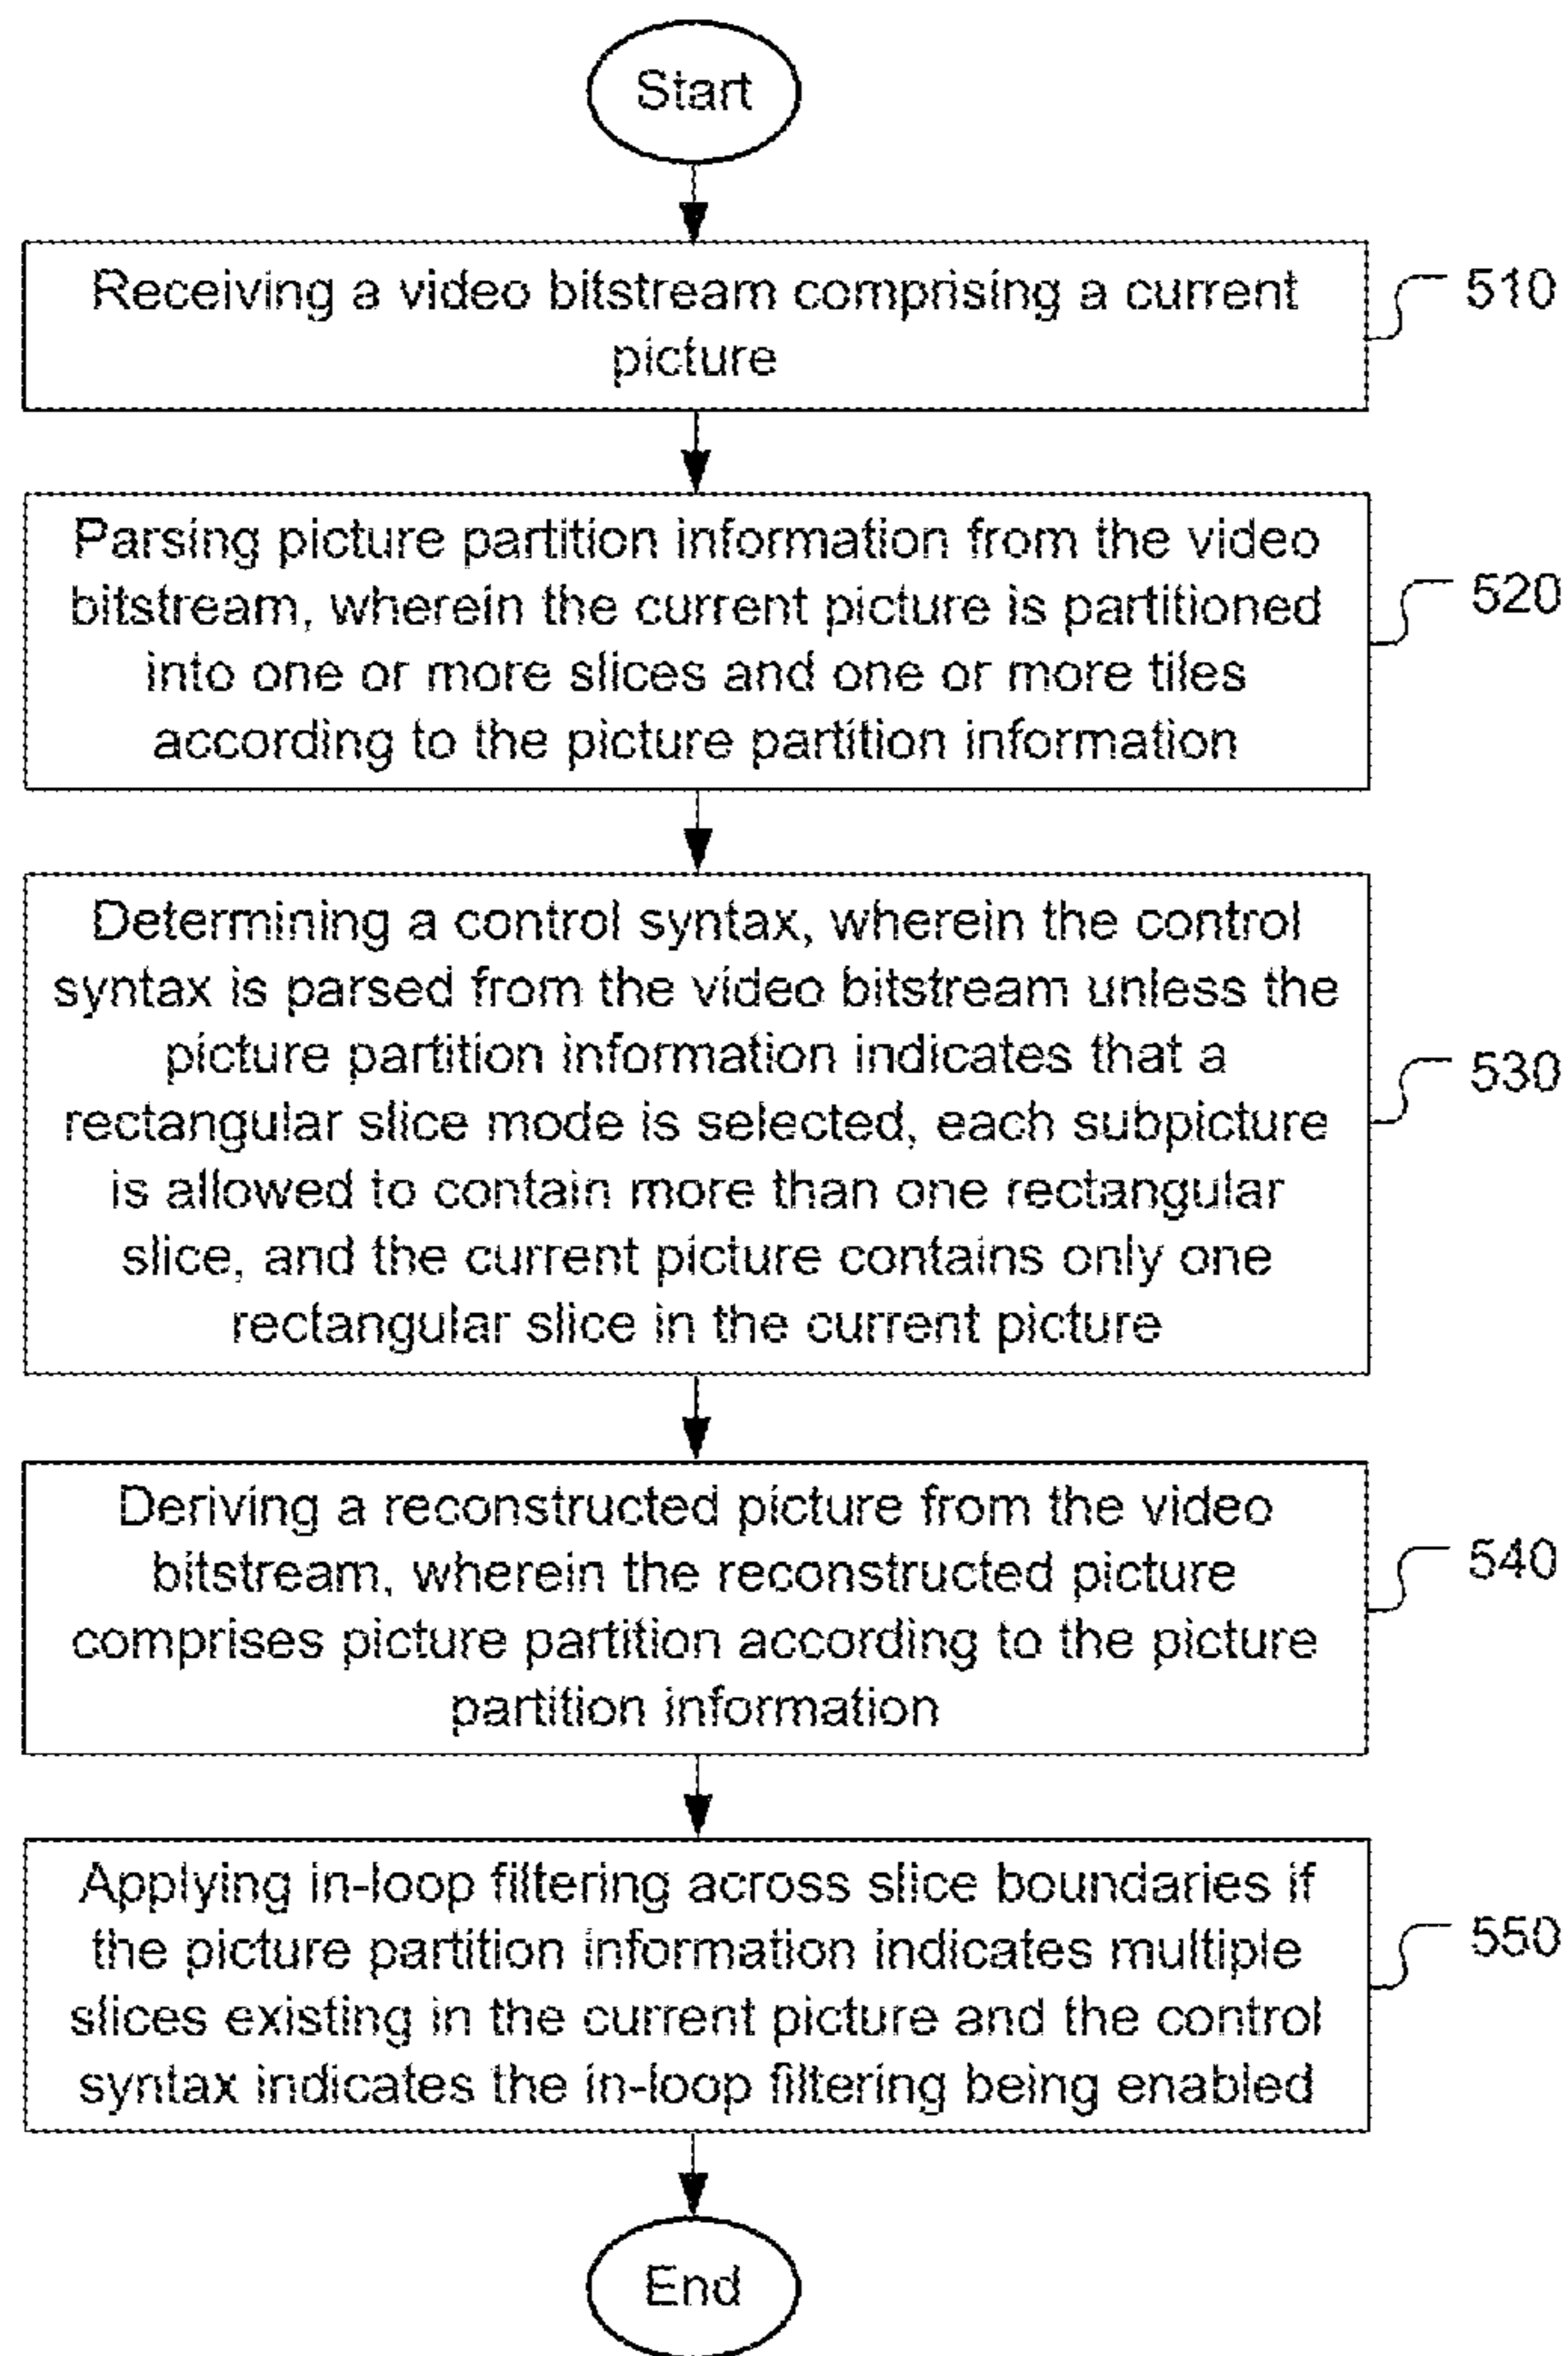 Start
Receiving a video bitstream comprising a current
picture
510
Parsing picture partition information from the video
bitstream, wherein the current picture is partitioned
into one or more slices and one or more tiles
according to the picture partition information
520
Determining a control syntax, wherein the control
syntax is parsed from the video bitstream unless the
picture partition information indicates that a
rectangular slice mode is selected, each subpicture
is allowed to contain more than one rectangular
slice, and the current picture contains only one
rectangular slice in the current picture
530
Deriving a reconstructed picture from the video
bitstream, wherein the reconstructed picture
comprises picture partition according to the picture
partition information
540
Applying in-loop filtering across slice boundaries if
the picture partition information indicates multiple
slices existing in the current picture and the control
syntax indicates the in-loop filtering being enabled
550
End